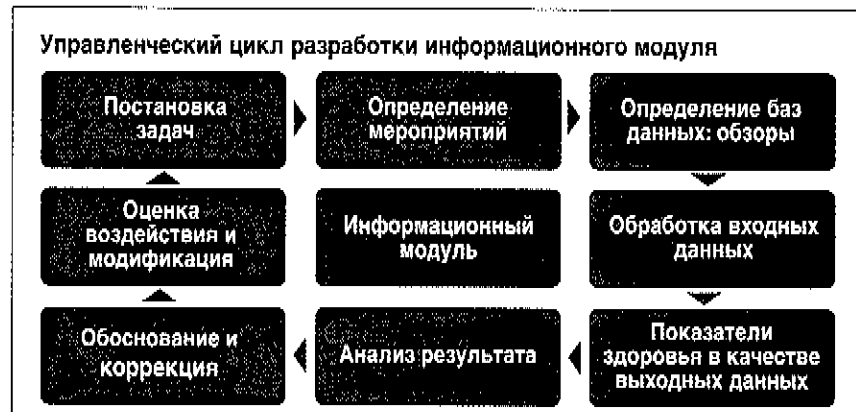 Управленческий цикл разработки информационного модуля
Постановка
задач
Определение
мероприятий
Определение баз
данных: обзоры
Оценка
воздействия и
модификация
Информационный
модуль
Обработка входных
данных
Обоснование и
коррекция
Анализ результата
Показатели
здоровья в качестве
выходных данных